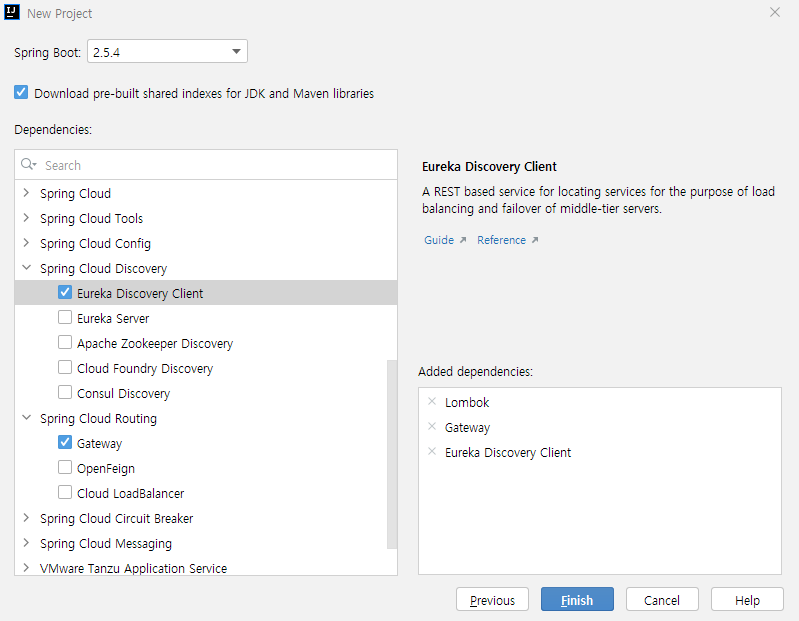 IJ New Project
Spring Boot: 2.5.4
Download pre-built shared indexes for JDK and Maven libraries
Dependencies:
Search
Spring Cloud
Spring Cloud Tools
Spring Cloud Config
Spring Cloud Discovery
Eureka Discovery Client
Eureka Server
Apache Zookeeper Discovery
Cloud Foundry Discovery
Consul Discovery
Spring Cloud Routing
Gateway
OpenFeign
Cloud LoadBalancer
Spring Cloud Circuit Breaker
Spring Cloud Messaging
VMware Tanzu Application Service
Eureka Discovery Client
A REST based service for locating services for the purpose of load
balancing and failover of middle-tier servers.
Guide Reference
Added dependencies:
Lombok
Gateway
Eureka Discovery Client
Previous Finish Cancel Help